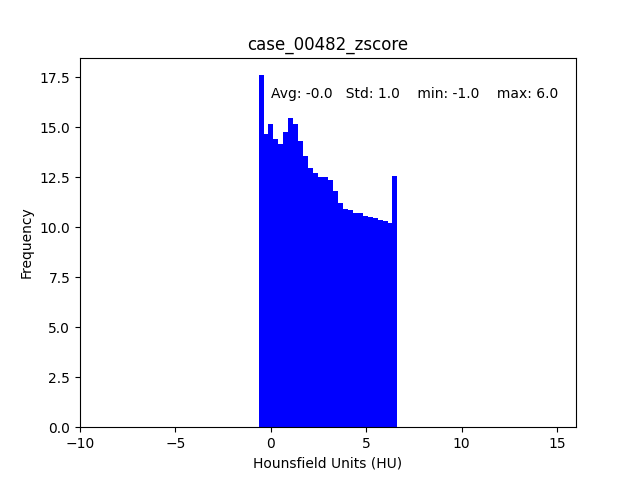 case_00482_zscore
Avg: -0.0 Std: 1.0 min: -1.0 max: 6.0
17.5
15.0
12.5
10.0
7.5
5.0
2.5
0.0
Frequency
−10 −5 0 5 10 15
Hounsfield Units (HU)